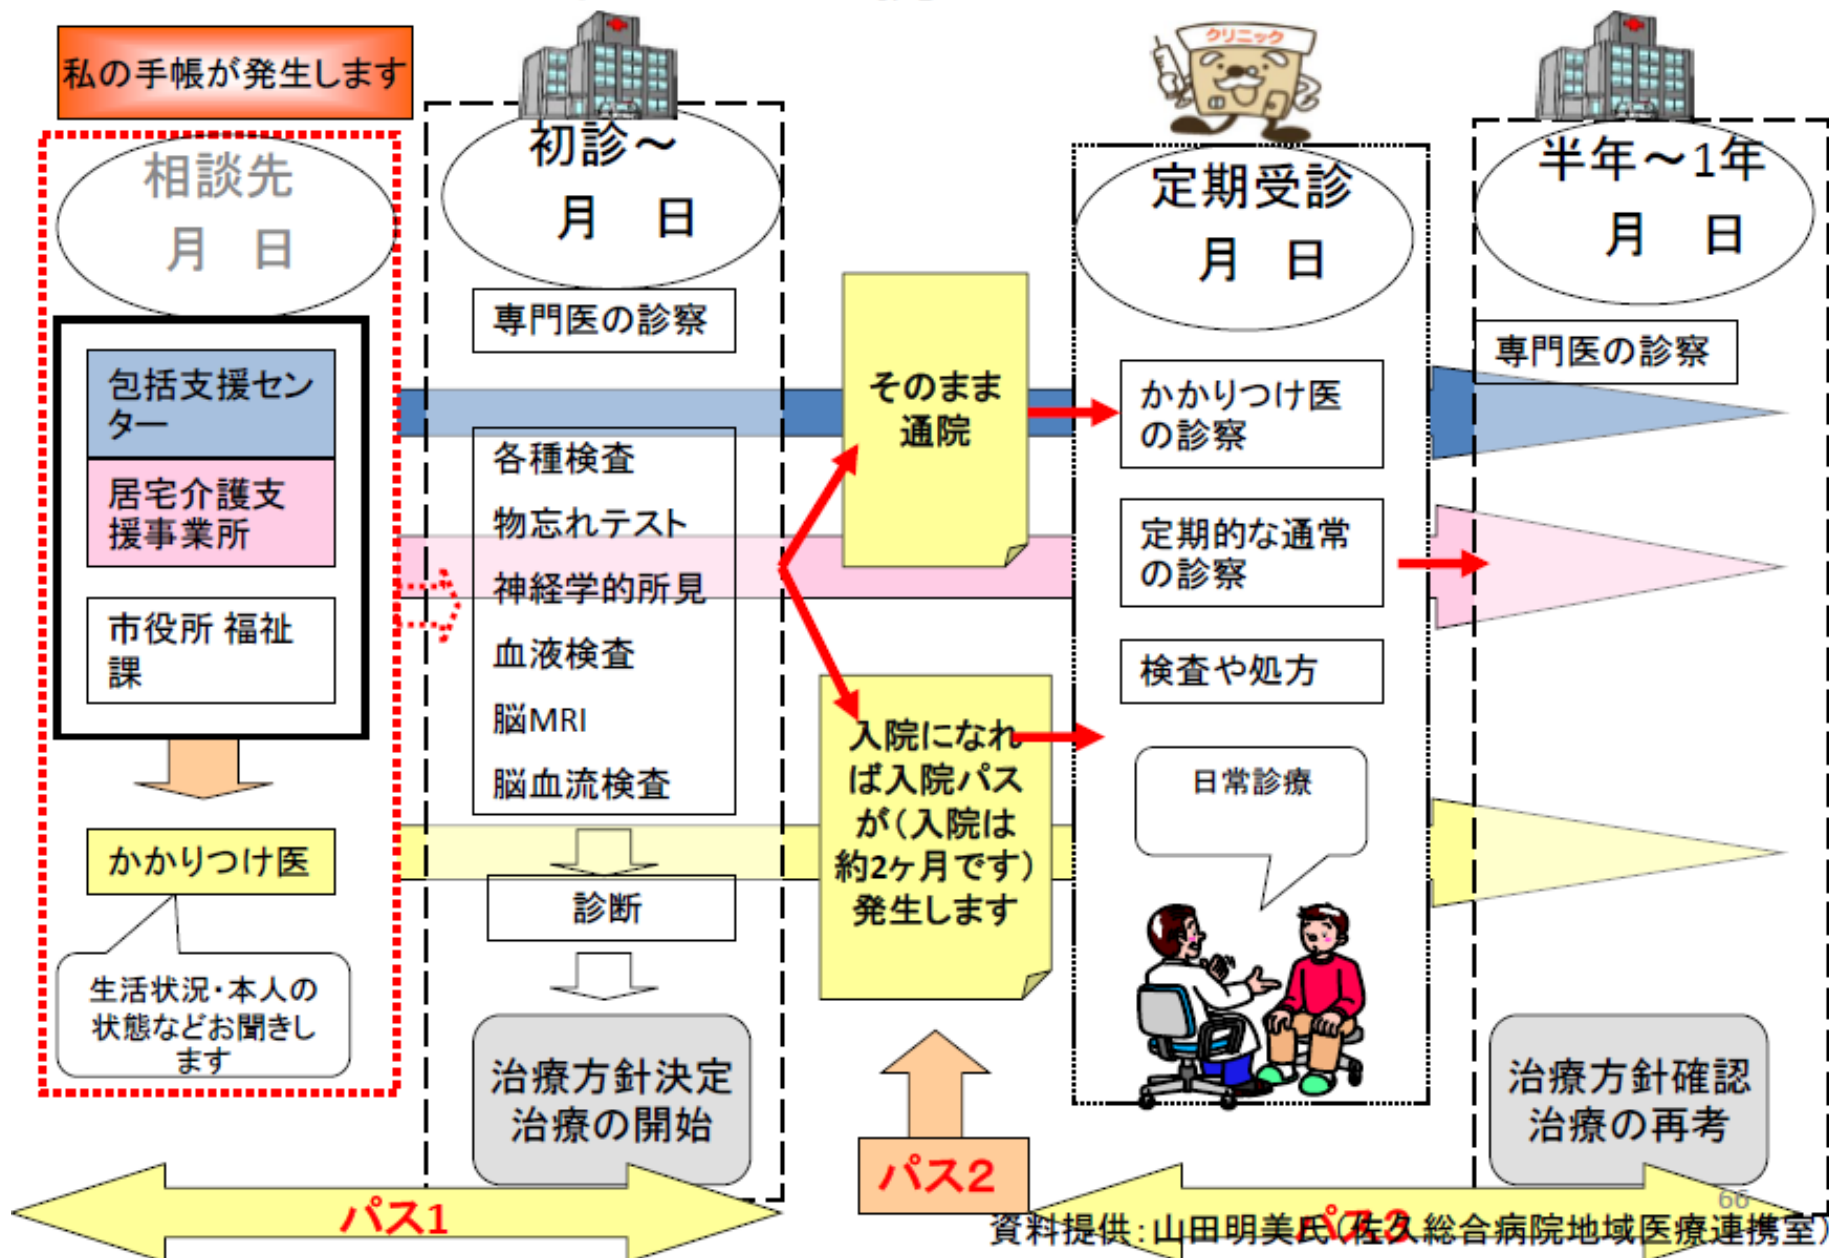 私の手帳が発生します
相談先
月 日
包括支援セン
ター
居宅介護支
援事業所
市役所 福祉
課
かかりつけ医
生活状況・本人の
状態などお聞きし
ます
初診～
月 日
専門医の診察
各種検査
物忘れテスト
神経学的所見
血液検査
脳MRI
脳血流検査
診断
治療方針決定
治療の開始
パス1
そのまま
通院
入院になれ
ば入院パス
が（入院は
約2ヶ月です）
発生します
パス2
クリニック
定期受診
月 日
かかりつけ医
の診察
定期的な通常
の診察
検査や処方
日常診療
半年～1年
月 日
専門医の診察
治療方針確認
治療の再考
パス3
66
資料提供：山田明美氏（佐久総合病院地域医療連携室）